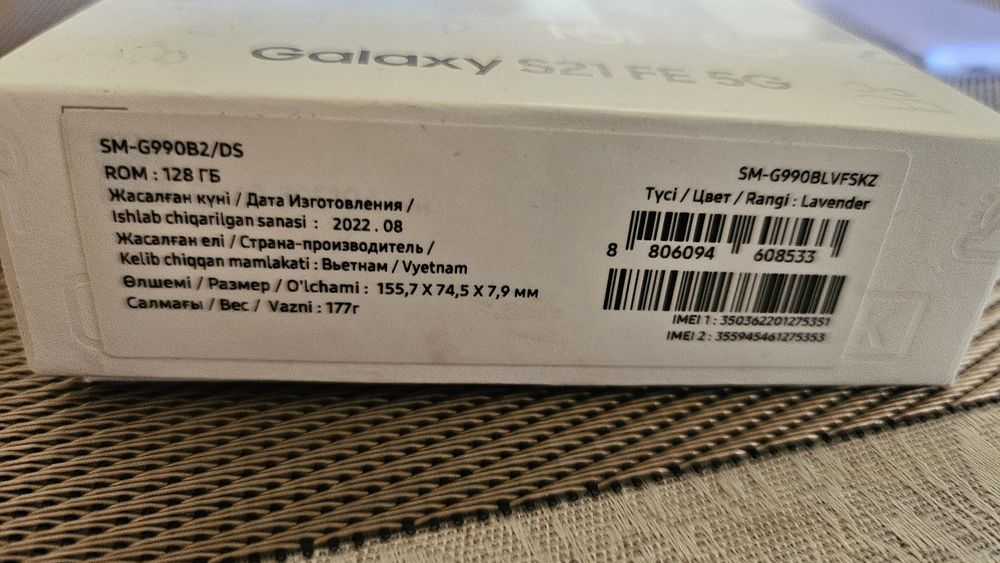 Galaxy S21 FE 5G
SM-G990B2/DS
ROM : 128 ГБ
Жасалған күні / Дата Изготовления /
Ishlab chiqarilgan sanasi : 2022.08
Жасалған елі / Страна-производитель /
Kelib chiqqan mamlakati : Вьетнам / Vyetnam
Өлшемі / Размер / O'lchami : 155,7 X 74,5 X 7,9 мм
Салмағы / Вес / Vazni : 177г
SM-G990BLVFSKZ
Түсі / Цвет / Rangi : Lavender
8 806094 608533
IMEI 1 : 350362201275351
IMEI 2 : 355945461275353